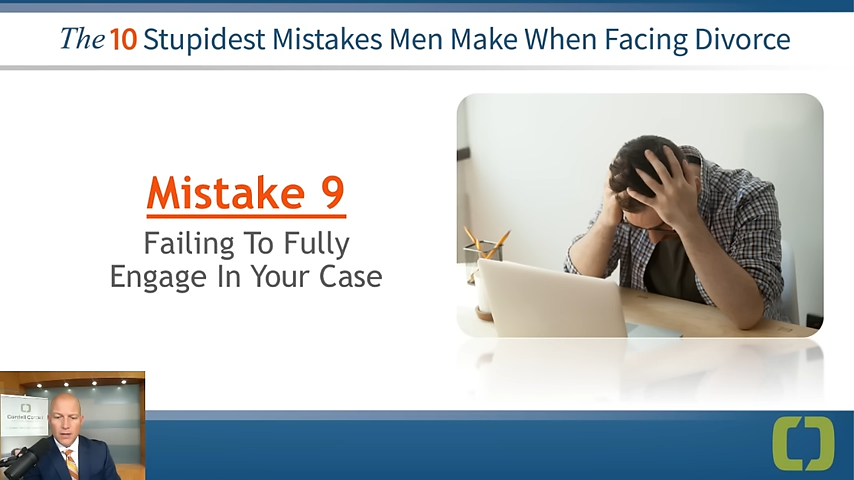 The 10 Stupidest Mistakes Men Make When Facing Divorce
Mistake 9
Failing To Fully
Engage In Your Case